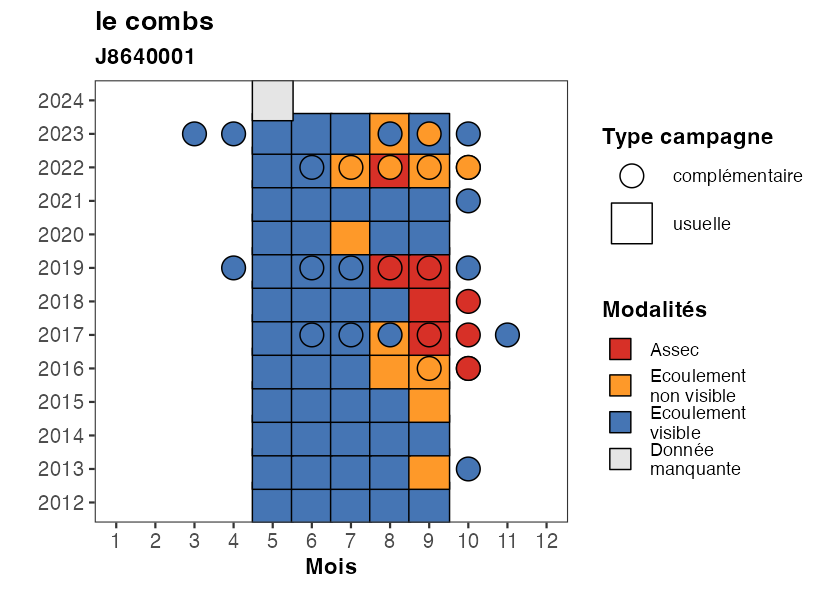 le combs
J8640001
2024
2023
2022
2021
2020
2019
2018
2017
2016
2015
2014
2013
2012
1 2 3 4 5 6 7 8 9 10 11 12
Mois
Type campagne
complémentaire
usuelle
Modalités
Assec
Ecoulement
non visible
Ecoulement
visible
Donnée
manquante